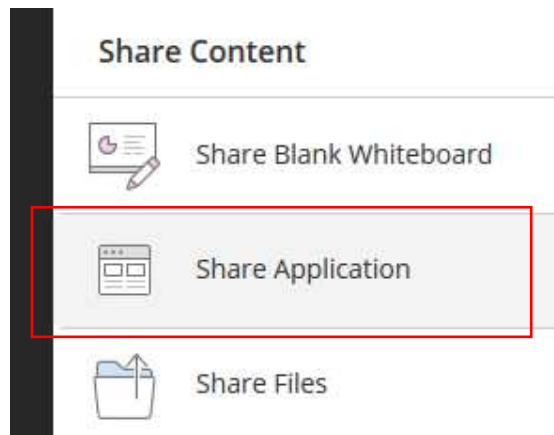 Share Content
Share Blank Whiteboard
Share Application
Share Files